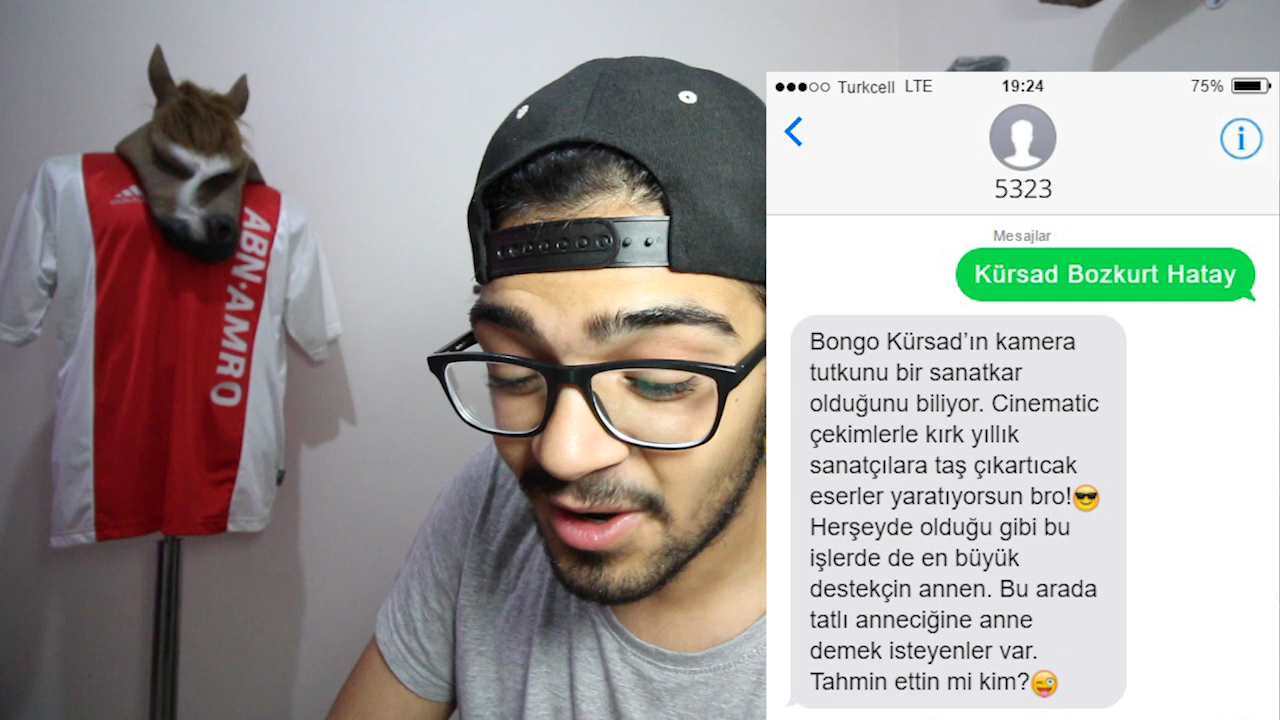 adidas
ABN·AMRO
Turkcell LTE 19:24 75%
5323
Mesajlar
Kürsad Bozkurt Hatay
Bongo Kürsad’ın kamera
tutkunu bir sanatkar
olduğunu biliyor. Cinematic
çekimlerle kırk yıllık
sanatçılara taş çıkartıcak
eserler yaratıyorsun bro!😎
Herşeyde olduğu gibi bu
işlerde de en büyük
destekçin annen. Bu arada
tatlı anneciğine anne
demek isteyenler var.
Tahmin ettin mi kim?😜